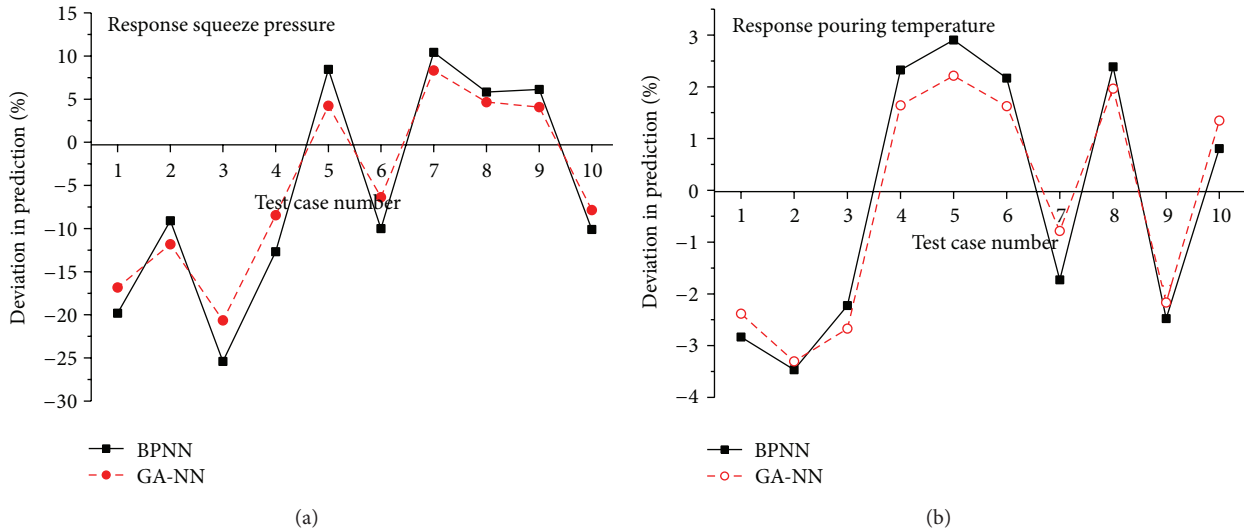 Response squeeze pressure
Deviation in prediction (%)
15
10
5
0
−5
−10
−15
−20
−25
−30
1 2 3 4 5 6 7 8 9 10
Test case number
BPNN
GA-NN
(a)
Response pouring temperature
Deviation in prediction (%)
3
2
1
0
−1
−2
−3
−4
1 2 3 4 5 6 7 8 9 10
Test case number
BPNN
GA-NN
(b)